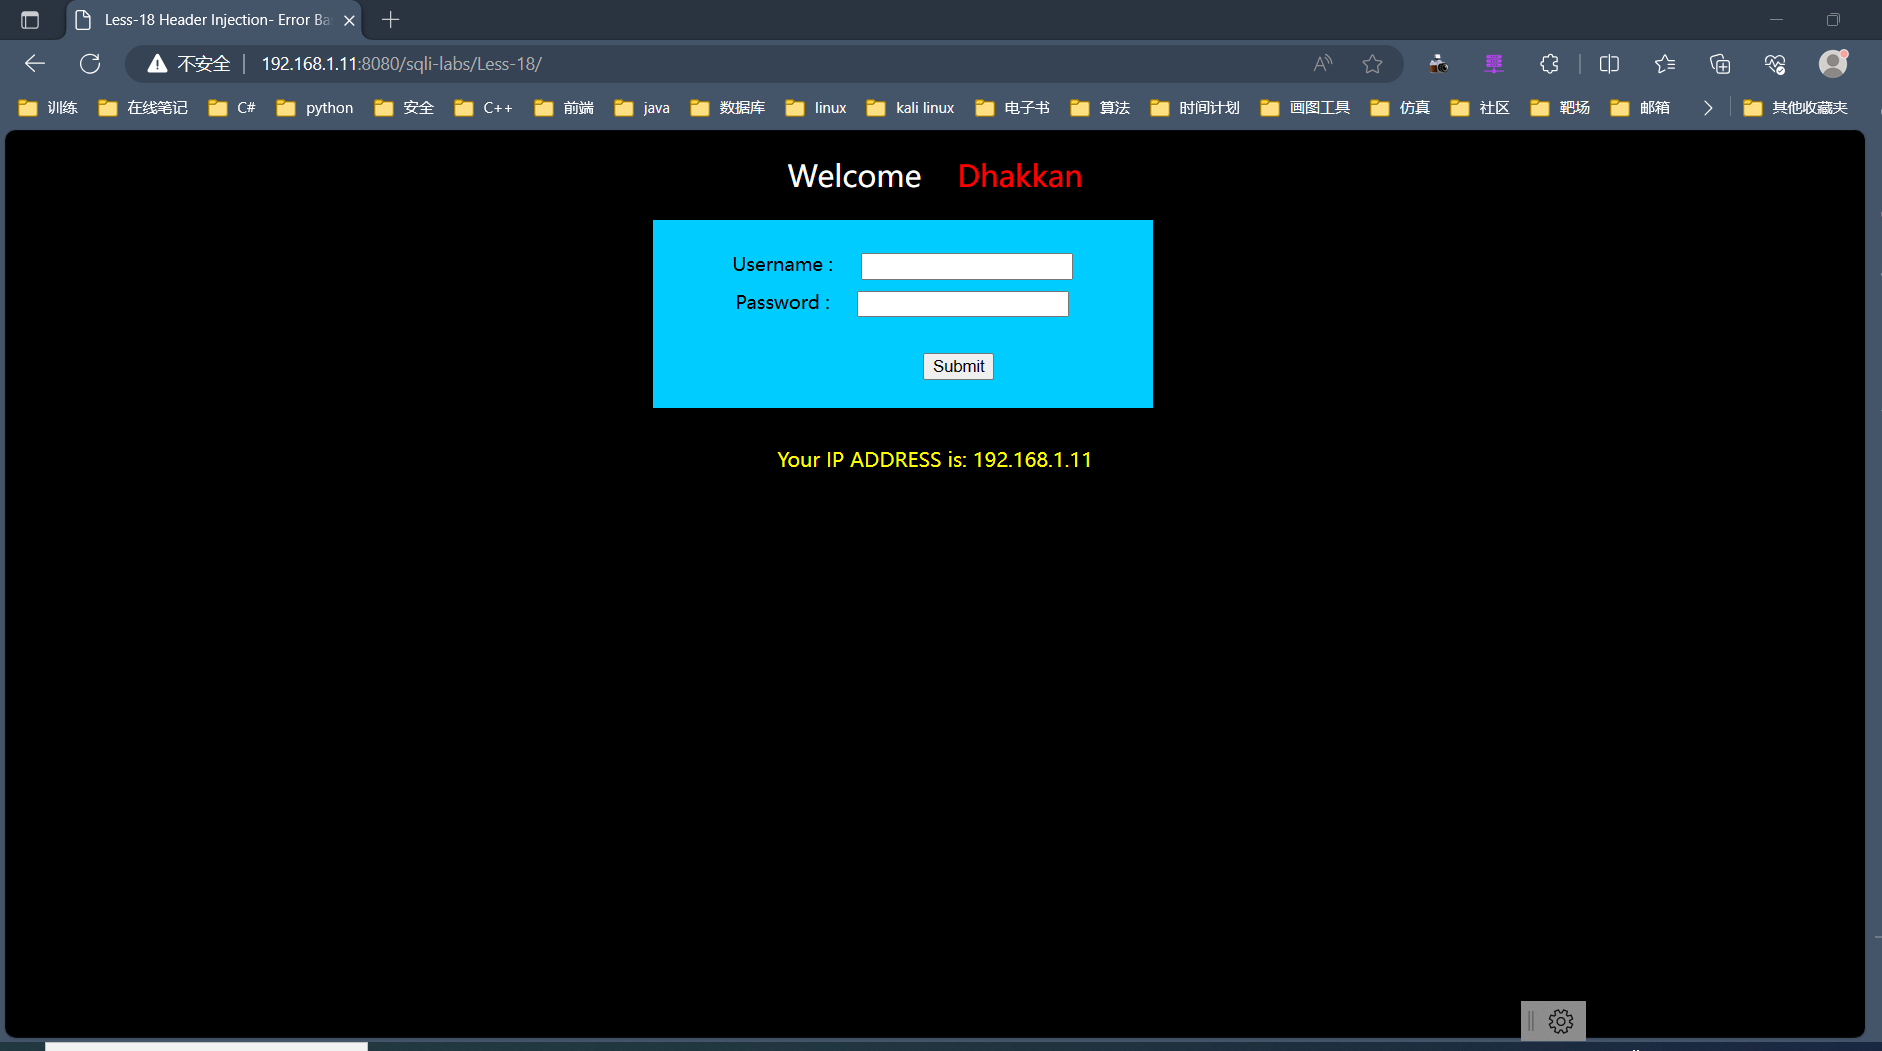 Less-18 Header Injection- Error Ba
不安全 192.168.1.11:8080/sqli-labs/Less-18/
训练 在线笔记 C# python 安全 C++ 前端 java 数据库 linux kali linux 电子书 算法 时间计划 画图工具 仿真 社区 靶场 邮箱 其他收藏夹
Welcome Dhakkan
Username :
Password :
Submit
Your IP ADDRESS is: 192.168.1.11